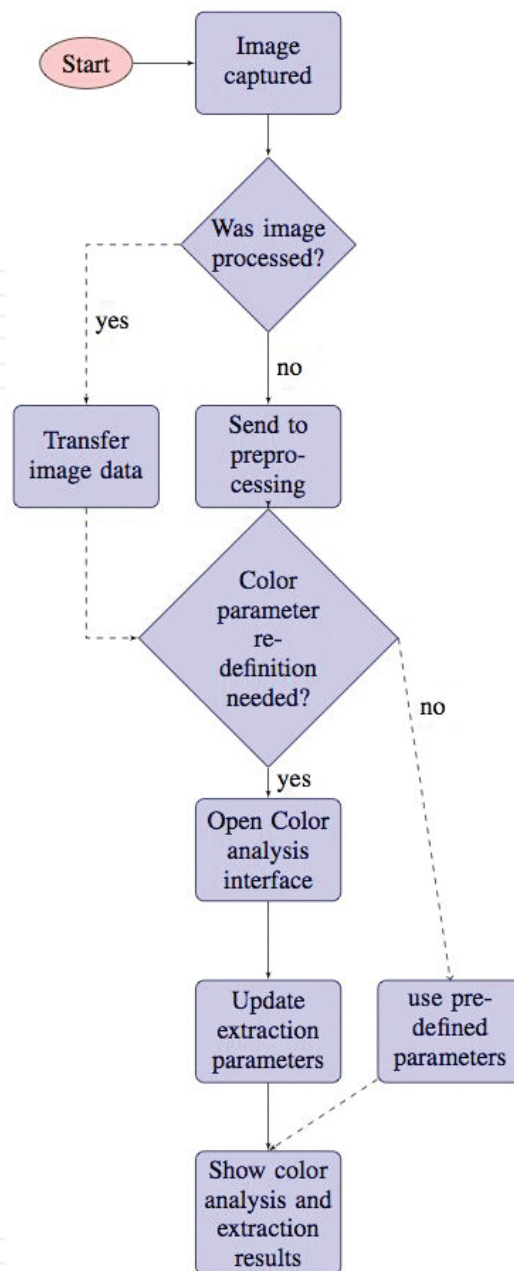 Start
Image
captured
Was image
processed?
yes
no
Transfer
image data
Send to
prepro-
cessing
Color
parameter
re-
definition
needed?
no
yes
Open Color
analysis
interface
Update
extraction
parameters
use pre-
defined
parameters
Show color
analysis and
extraction
results